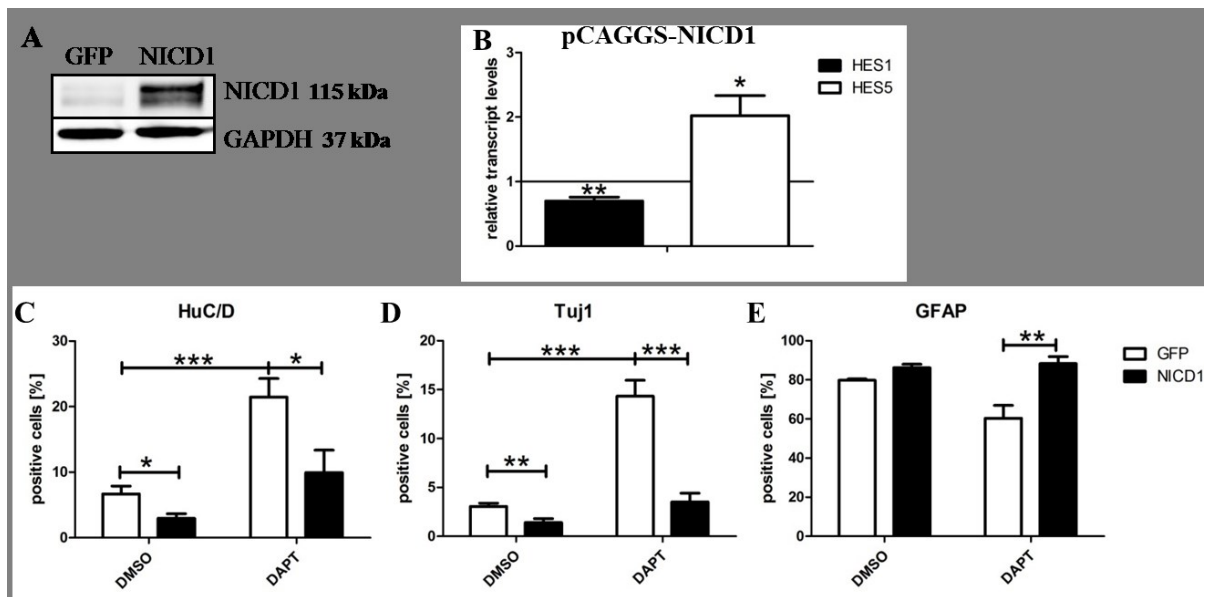 A
GFP NICD1
NICD1 115 kDa
GAPDH 37 kDa
B pCAGGS-NICD1
relative transcript levels
3
2
1
0
**
*
HES1
HES5
C HuC/D
positive cells [%]
30
20
10
0
*** *
*
DMSO DAPT
D Tuj1
positive cells [%]
20
15
10
5
0
*** ***
**
DMSO DAPT
E GFAP
positive cells [%]
100
80
60
40
20
0
**
DMSO DAPT
GFP
NICD1